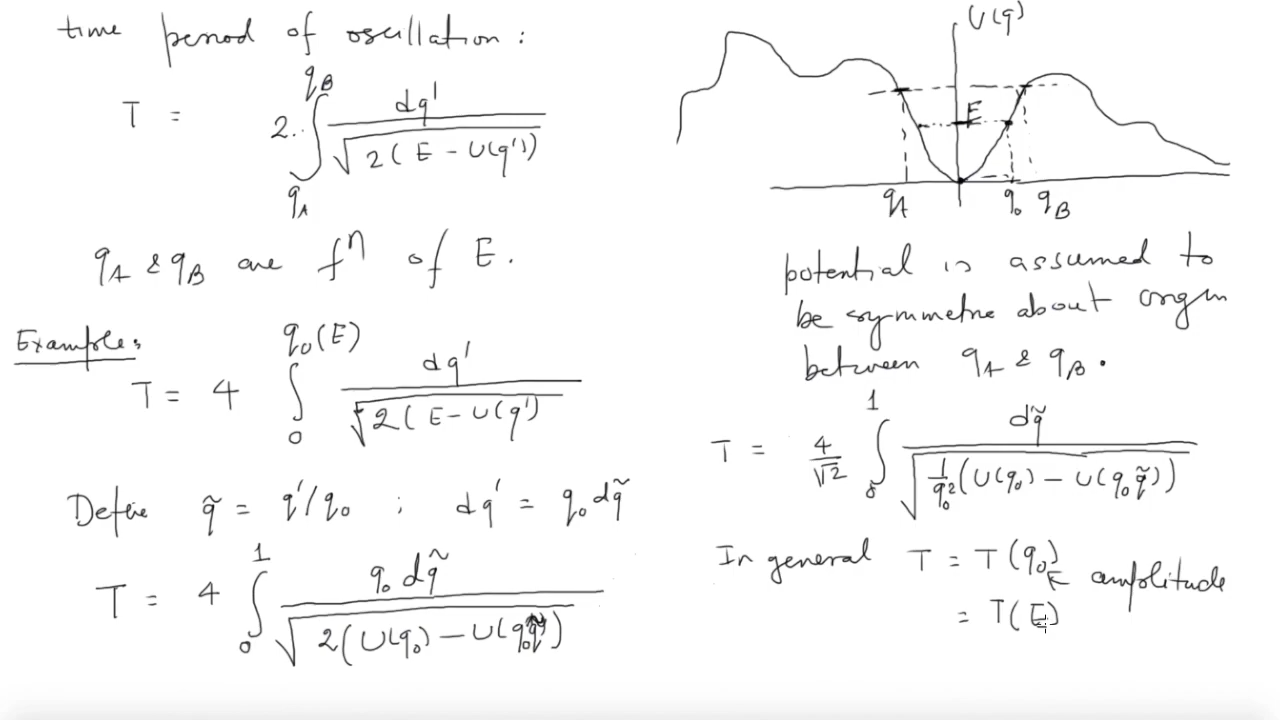 time period of oscillation :
T = 2. ∫_{q_A}^{q_B} dq' / √(2(E - U(q')))
q_A & q_B are fⁿ of E.
Examples
T = 4 ∫_0^{q_0(E)} dq' / √(2(E - U(q'))
Define q̃ = q'/q_0 ; dq' = q_0 dq̃
T = 4 ∫_0^1 q_0 dq̃ / √(2(U(q_0) - U(q_0 q̃)))
U(q)
E
q_A q_0 q_B
potential is assumed to
be symmetric about origin
between q_A & q_B .
T = 4/√2 ∫_0^1 dq̃ / √(1/q_0² (U(q_0) - U(q_0 q̃)))
In general T = T(q_0) amplitude
= T(E)